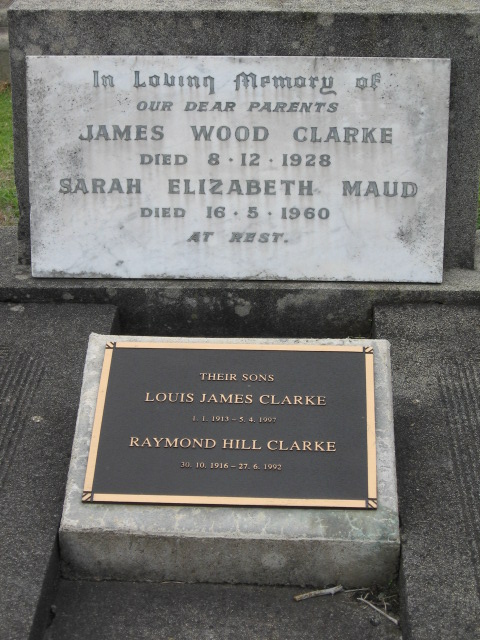 In Loving Memory of
OUR DEAR PARENTS
JAMES WOOD CLARKE
DIED 8·12·1928
SARAH ELIZABETH MAUD
DIED 16·5·1960
AT REST.
THEIR SONS
LOUIS JAMES CLARKE
1. 1. 1913 – 5. 4. 1997
RAYMOND HILL CLARKE
30. 10. 1916 – 27. 6. 1992